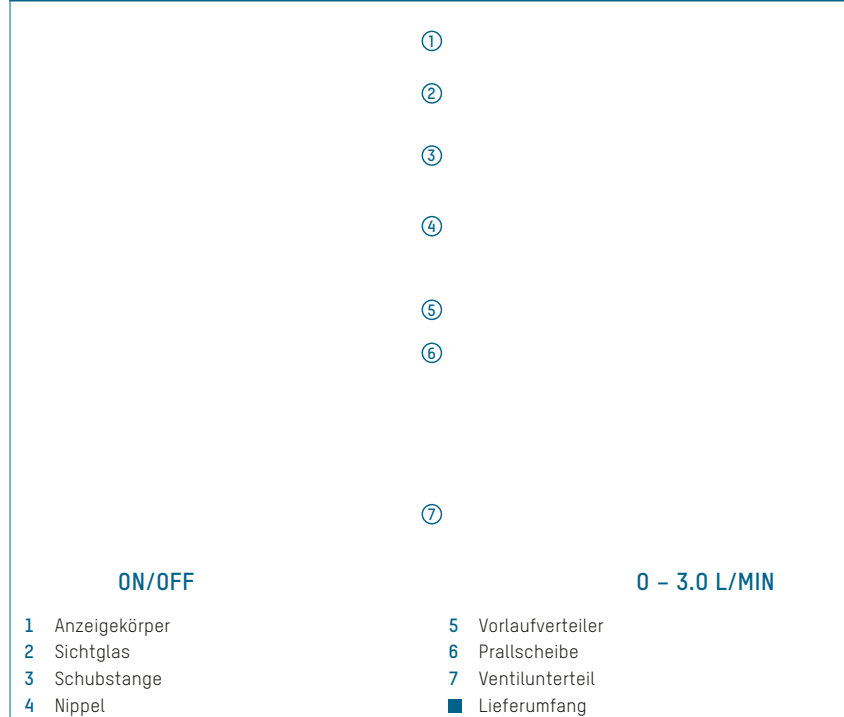 ①
②
③
④
⑤
⑥
⑦
ON/OFF
0 – 3.0 L/MIN
1 Anzeigekörper
2 Sichtglas
3 Schubstange
4 Nippel
5 Vorlaufverteiler
6 Prallscheibe
7 Ventilunterteil
■ Lieferumfang